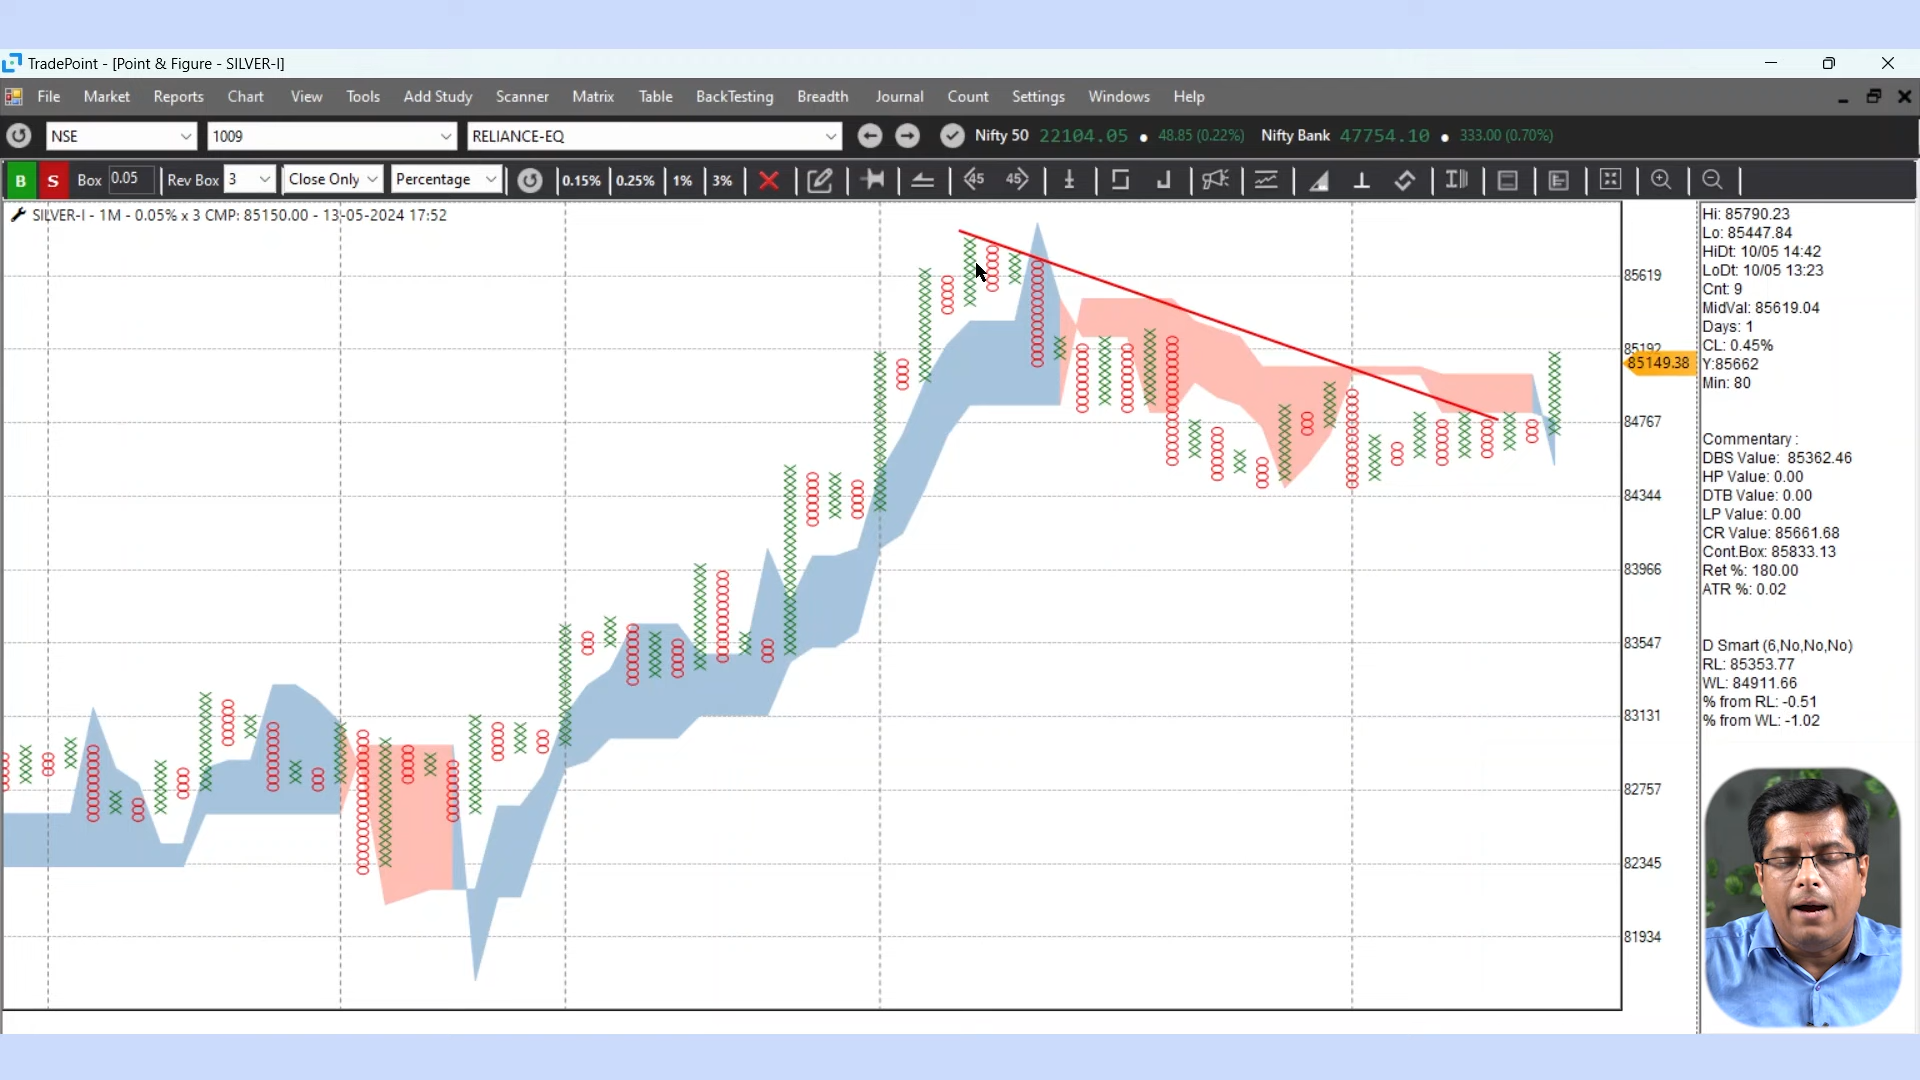 TradePoint - [Point & Figure - SILVER-I]
File Market Reports Chart View Tools Add Study Scanner Matrix Table BackTesting Breadth Journal Count Settings Windows Help
NSE 1009 RELIANCE-EQ Nifty 50 22104.05 • 48.85 (0.22%) Nifty Bank 47754.10 • 333.00 (0.70%)
B S Box 0.05 Rev Box 3 Close Only Percentage 0.15% 0.25% 1% 3% 45 45
SILVER-I - 1M - 0.05% x 3 CMP: 85150.00 - 13-05-2024 17:52
85619
85192
85149.38
84767
84344
83966
83547
83131
82757
82345
81934
Hi: 85790.23
Lo: 85447.84
HiDt: 10/05 14:42
LoDt: 10/05 13:23
Cnt: 9
MidVal: 85619.04
Days: 1
CL: 0.45%
Y:85662
Min: 80
Commentary :
DBS Value: 85362.46
HP Value: 0.00
DTB Value: 0.00
LP Value: 0.00
CR Value: 85661.68
Cont.Box: 85833.13
Ret %: 180.00
ATR %: 0.02
D Smart (6,No,No,No)
RL: 85353.77
WL: 84911.66
% from RL: -0.51
% from WL: -1.02